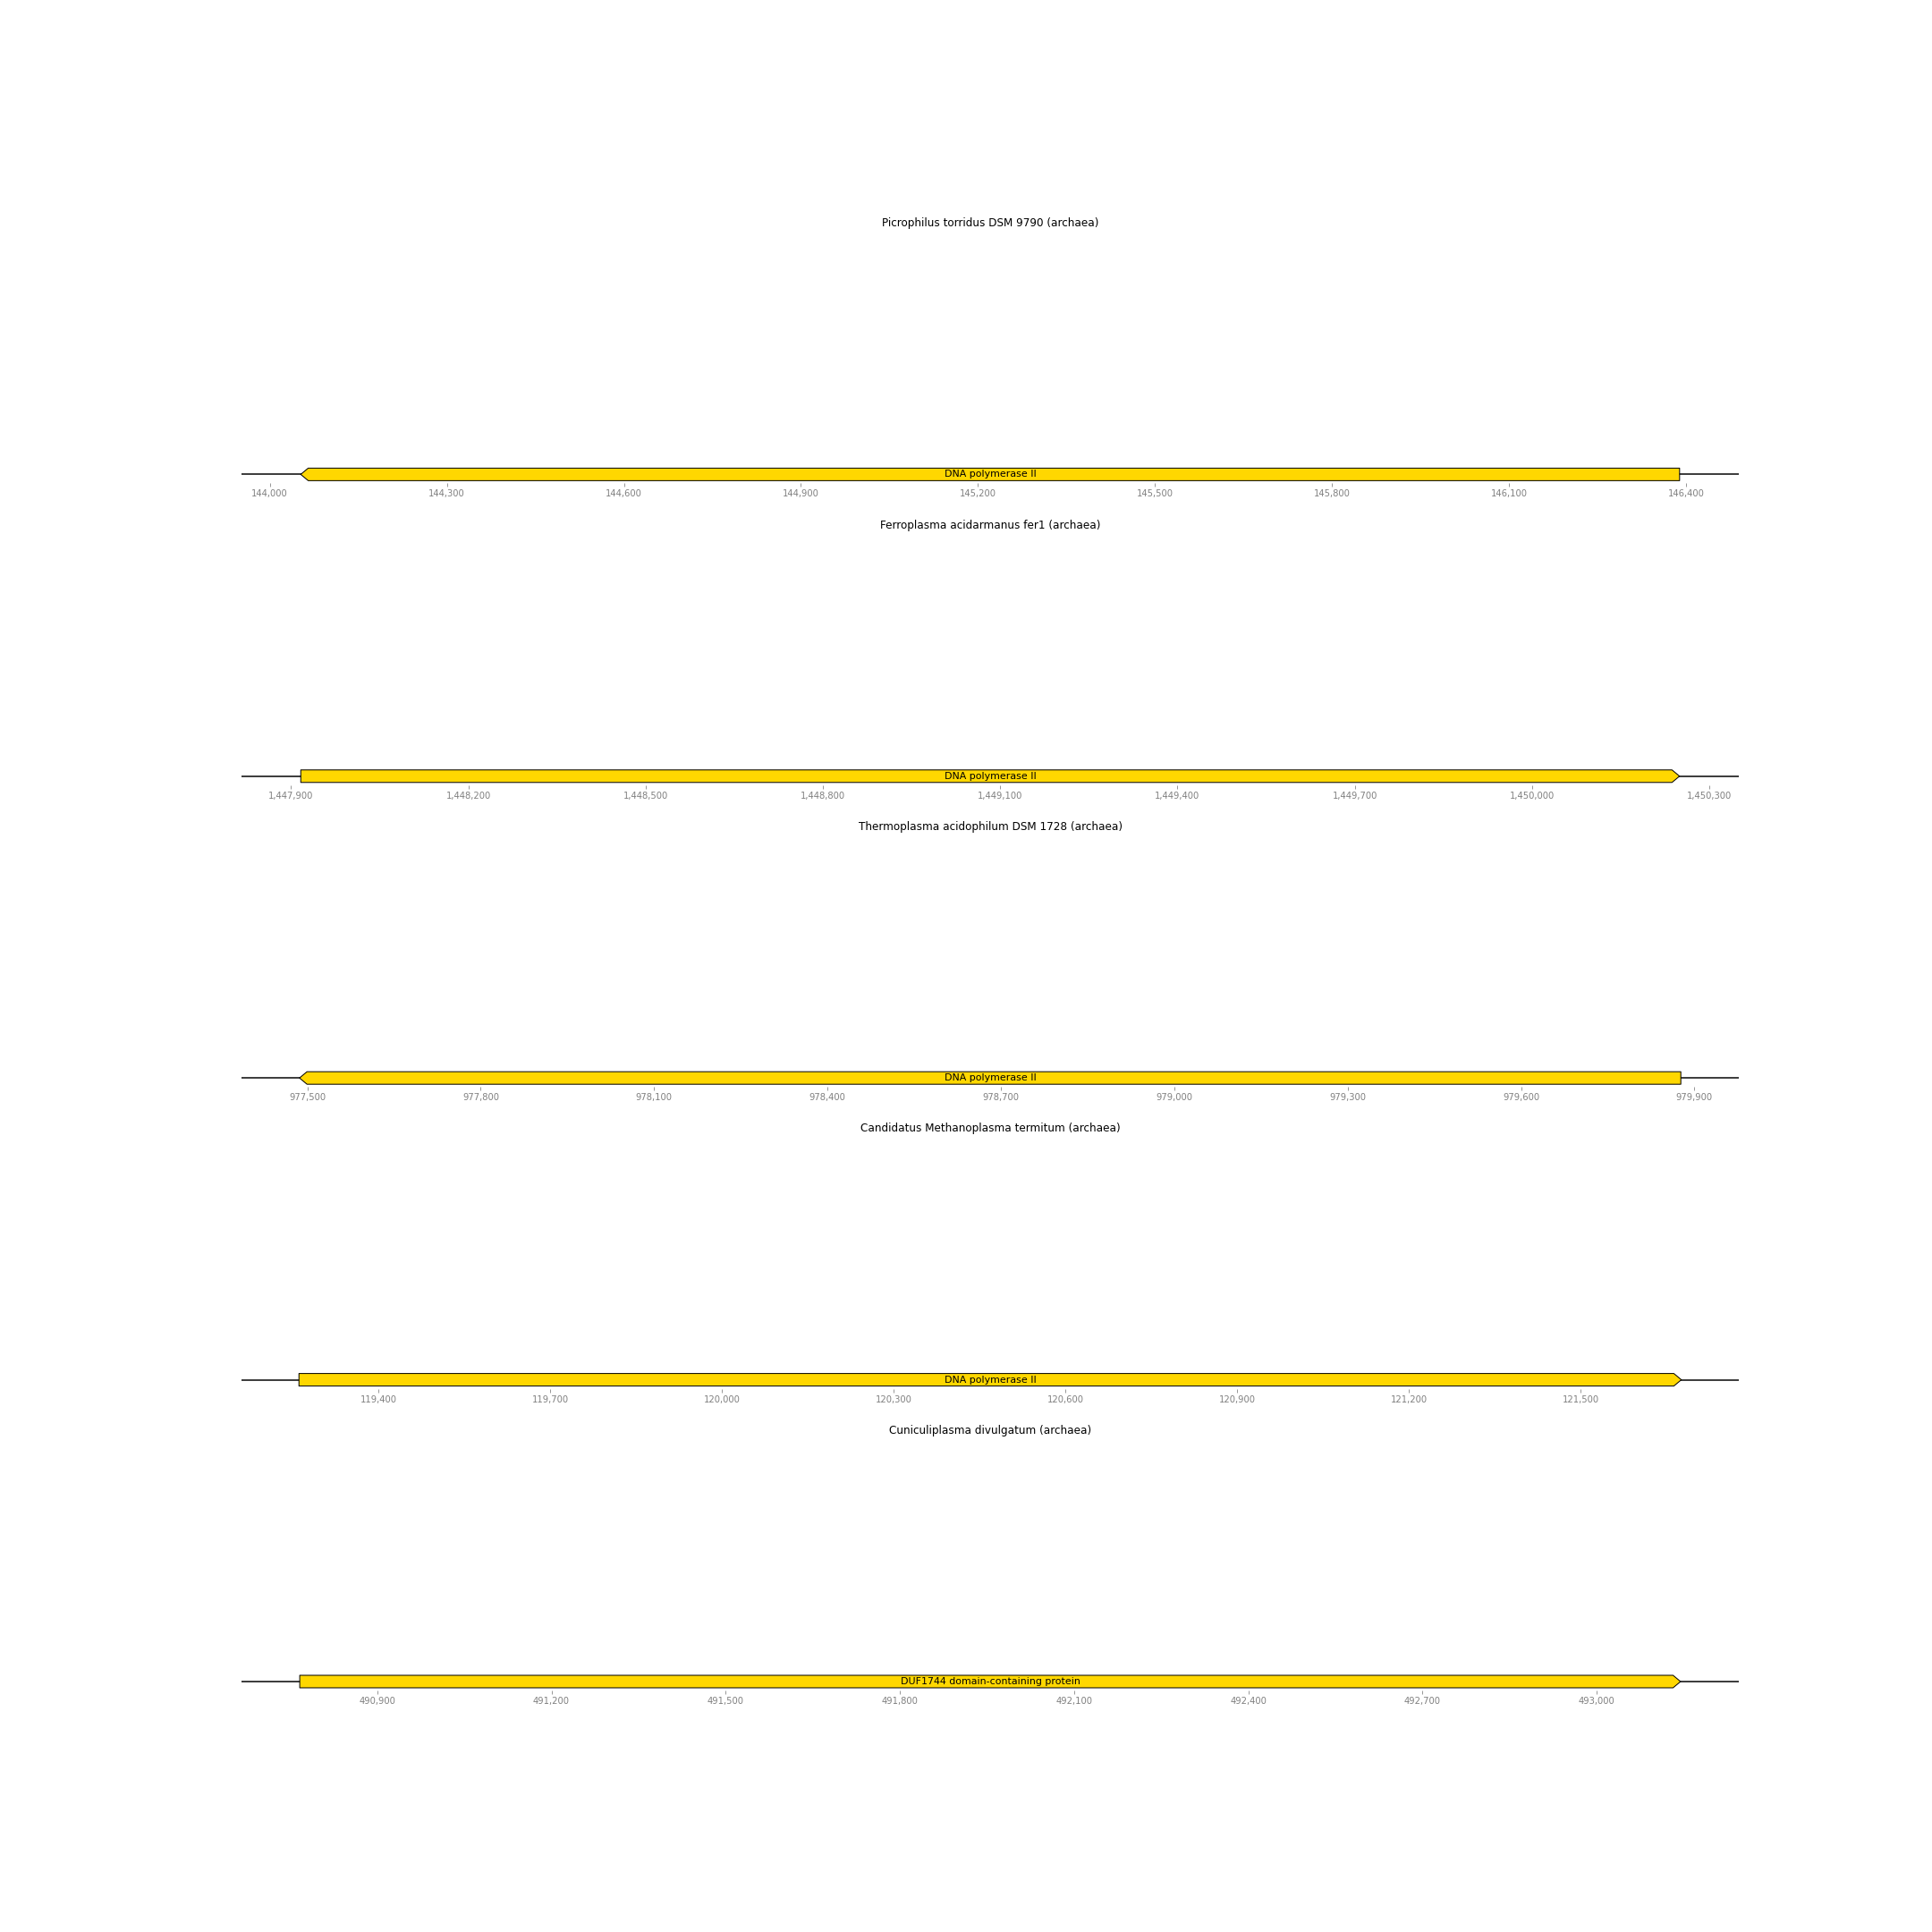 Picrophilus torridus DSM 9790 (archaea)
DNA polymerase II
144,000 144,300 144,600 144,900 145,200 145,500 145,800 146,100 146,400
Ferroplasma acidarmanus fer1 (archaea)
DNA polymerase II
1,447,900 1,448,200 1,448,500 1,448,800 1,449,100 1,449,400 1,449,700 1,450,000 1,450,300
Thermoplasma acidophilum DSM 1728 (archaea)
DNA polymerase II
977,500 977,800 978,100 978,400 978,700 979,000 979,300 979,600 979,900
Candidatus Methanoplasma termitum (archaea)
DNA polymerase II
119,400 119,700 120,000 120,300 120,600 120,900 121,200 121,500
Cuniculiplasma divulgatum (archaea)
DUF1744 domain-containing protein
490,900 491,200 491,500 491,800 492,100 492,400 492,700 493,000